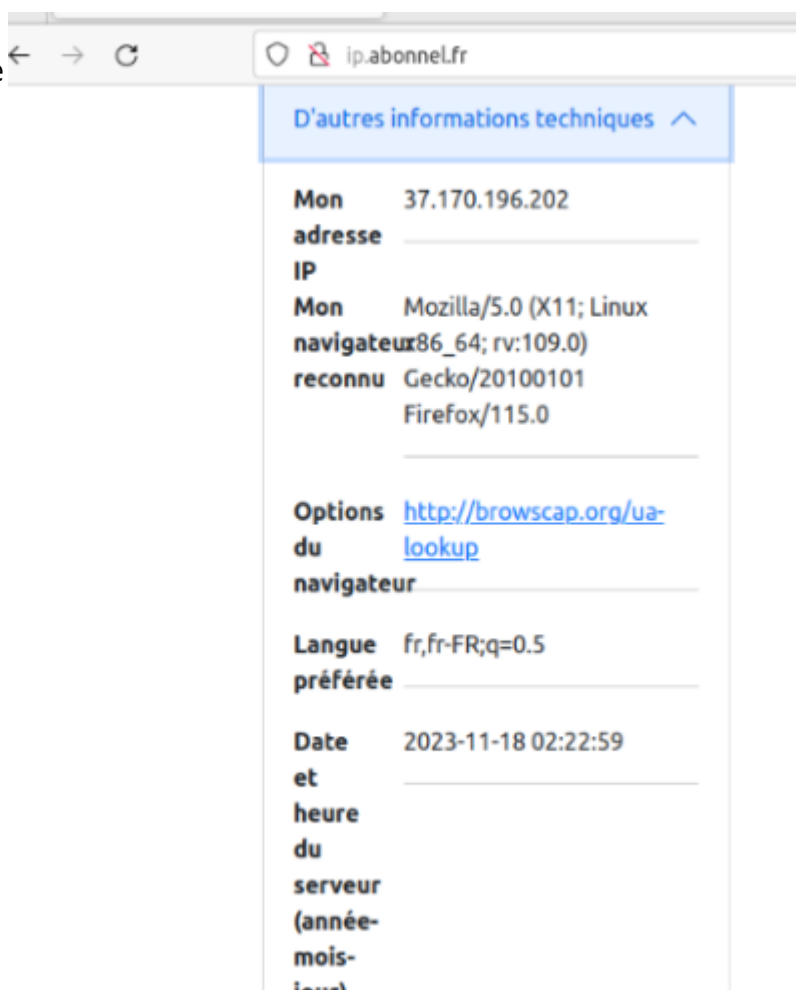 ip.abonnel.fr
e
D'autres informations techniques
Mon 37.170.196.202
adresse
IP
Mon Mozilla/5.0 (X11; Linux
navigateur x86_64; rv:109.0)
reconnu Gecko/20100101
Firefox/115.0
Options http://browscap.org/ua-
du lookup
navigateur
Langue fr,fr-FR;q=0.5
préférée
Date 2023-11-18 02:22:59
et
heure
du
serveur
(année-
mois-
jour)